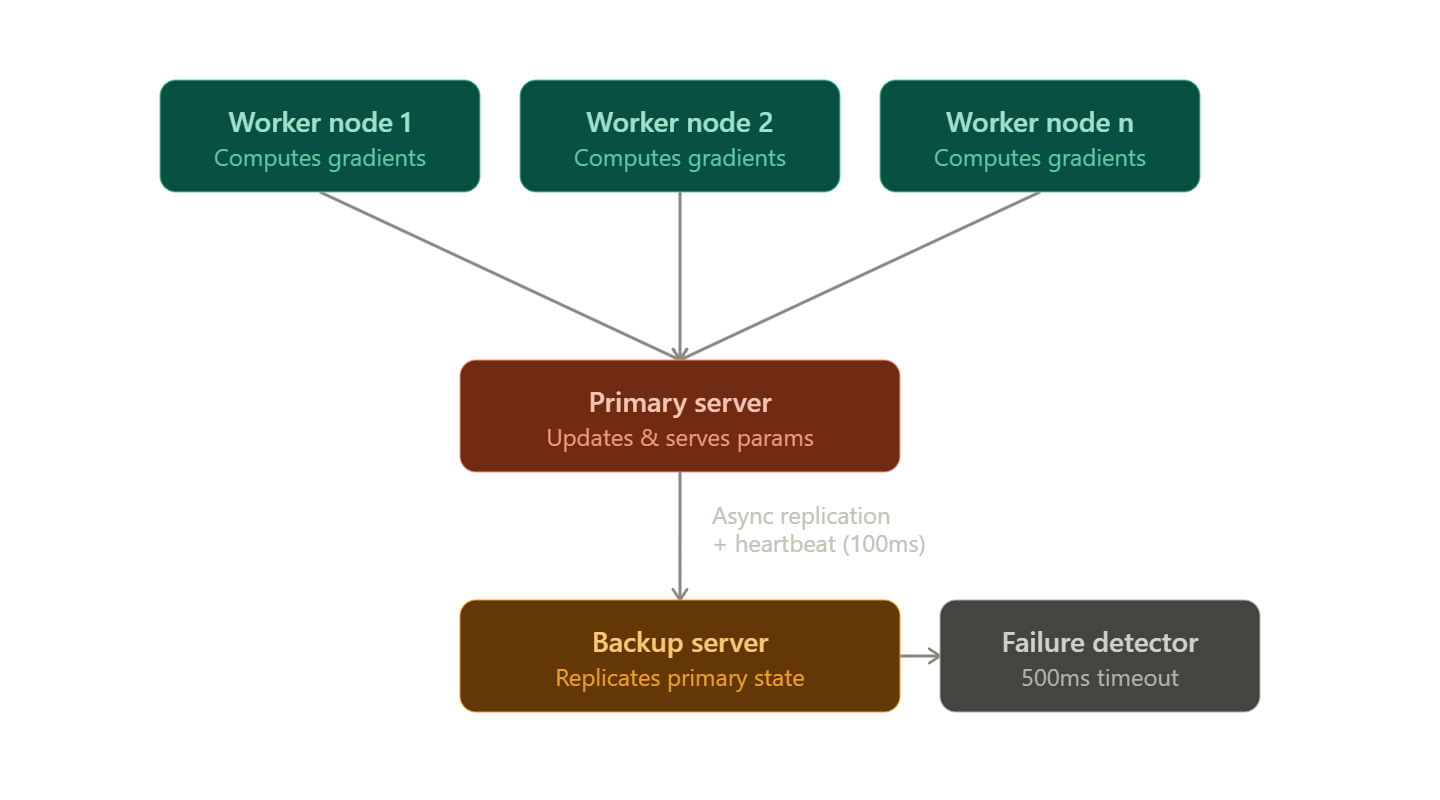 Worker node 1
Computes gradients
Worker node 2
Computes gradients
Worker node n
Computes gradients
Primary server
Updates & serves params
Async replication
+ heartbeat (100ms)
Backup server
Replicates primary state
Failure detector
500ms timeout